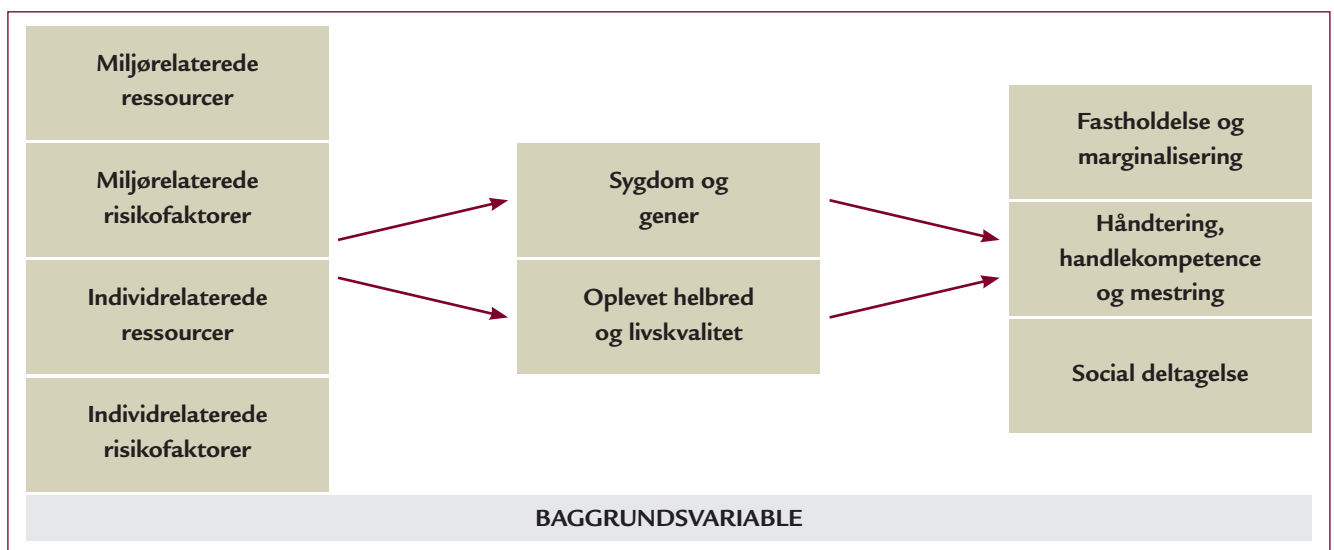 Miljørelaterede
ressourcer
Miljørelaterede
risikofaktorer
Individrelaterede
ressourcer
Individrelaterede
risikofaktorer
Sygdom og
gener
Oplevet helbred
og livskvalitet
Fastholdelse og
marginalisering
Håndtering,
handlekompetence
og mestring
Social deltagelse
BAGGRUNDSVARIABLE